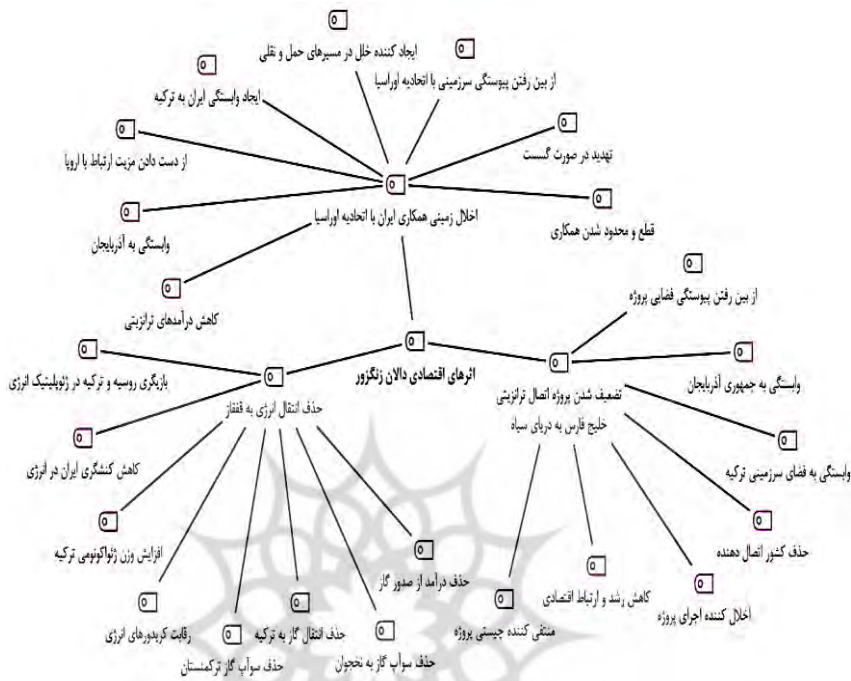 ایجاد کننده خلل در مسیرهای حمل و نقلی
از بین رفتن پیوستگی سرزمینی با اتحادیه اوراسیا
ایجاد وابستگی ایران به ترکیه
تهدید در صورت گسست
از دست دادن مزیت ارتباط با اروپا
اخلال زمینی همکاری ایران با اتحادیه اوراسیا
قطع و محدود شدن همکاری
وابستگی به آذربایجان
از بین رفتن پیوستگی فضایی پروژه
کاهش درآمدهای ترانزیتی
اثرهای اقتصادی دالان زنگزور
بازیگری روسیه و ترکیه در ژئوپلیتیک انرژی
وابستگی به جمهوری آذربایجان
تضعیف شدن پروژه اتصال ترانزیتی
خلیج فارس به دریای سیاه
حذف انتقال انرژی به قفقاز
کاهش کنشگری ایران در انرژی
وابستگی به فضای سرزمینی ترکیه
افزایش وزن ژئواکونومی ترکیه
حذف کشور اتصال دهنده
حذف درآمد از صدور گاز
کاهش رشد و ارتباط اقتصادی
اخلال کننده اجرای پروژه
رقابت کریدورهای انرژی
حذف انتقال گاز به ترکیه
منتفی کننده چیستی پروژه
حذف سوآپ گاز ترکمنستان
حذف سوآپ گاز به نخجوان